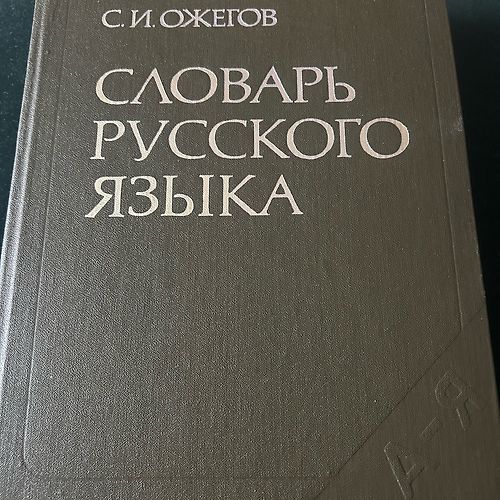 С. И. ОЖЕГОВ
СЛОВАРЬ
РУССКОГО
ЯЗЫКА
А-Я